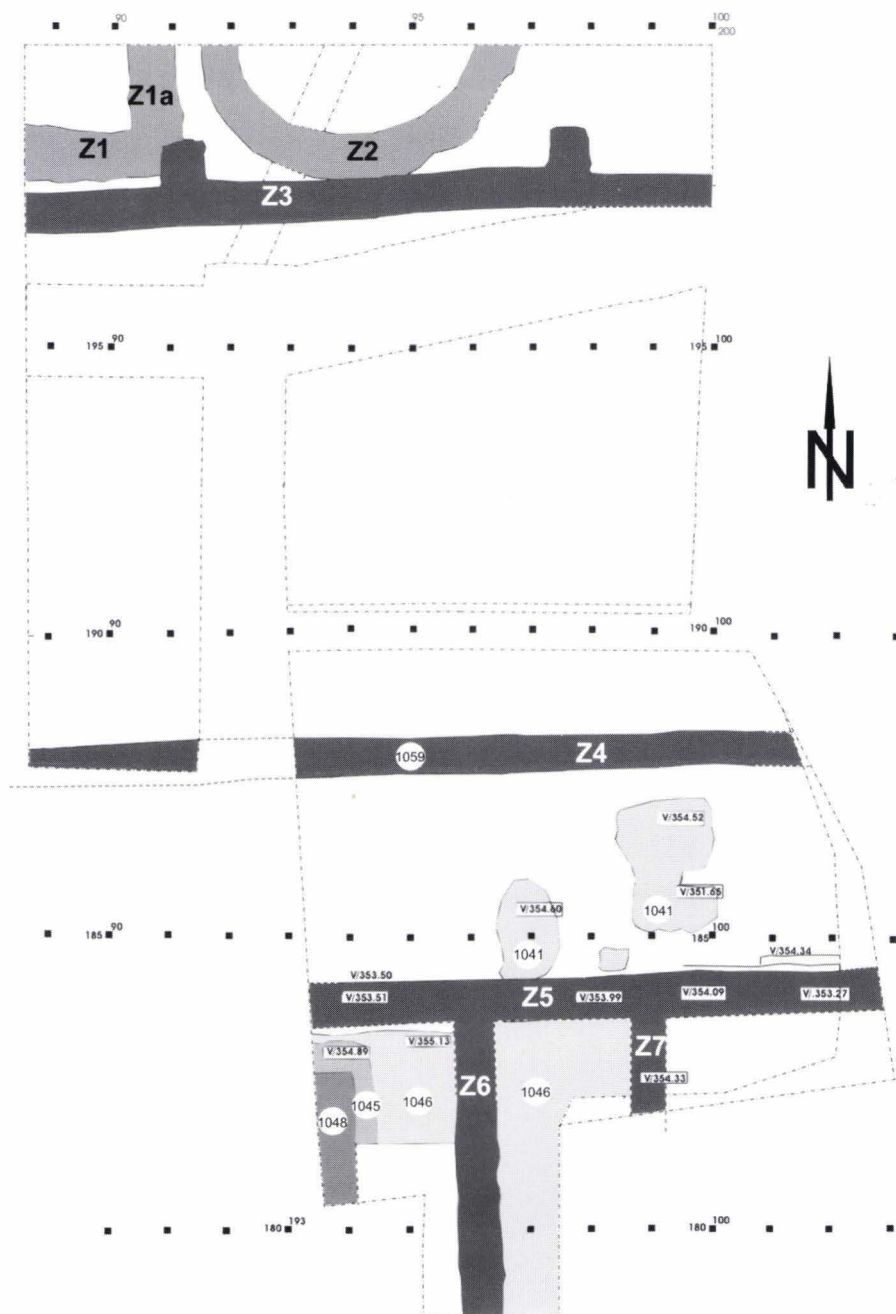 90 95 100
200
Z1a
Z1 Z2
Z3
195 90 195 100
N
190 90 190 100
1059 Z4
V/354.52
V/351.65
V/354.60
1041
1041
185 90 185 100
V/354.34
V/353.50
V/353.51 Z5 V/353.99 V/354.09 V/.353.27
V/355.13
V/354.89 Z6 Z7
V/354.33
1048 1045 1046 1046
180 193 180 100